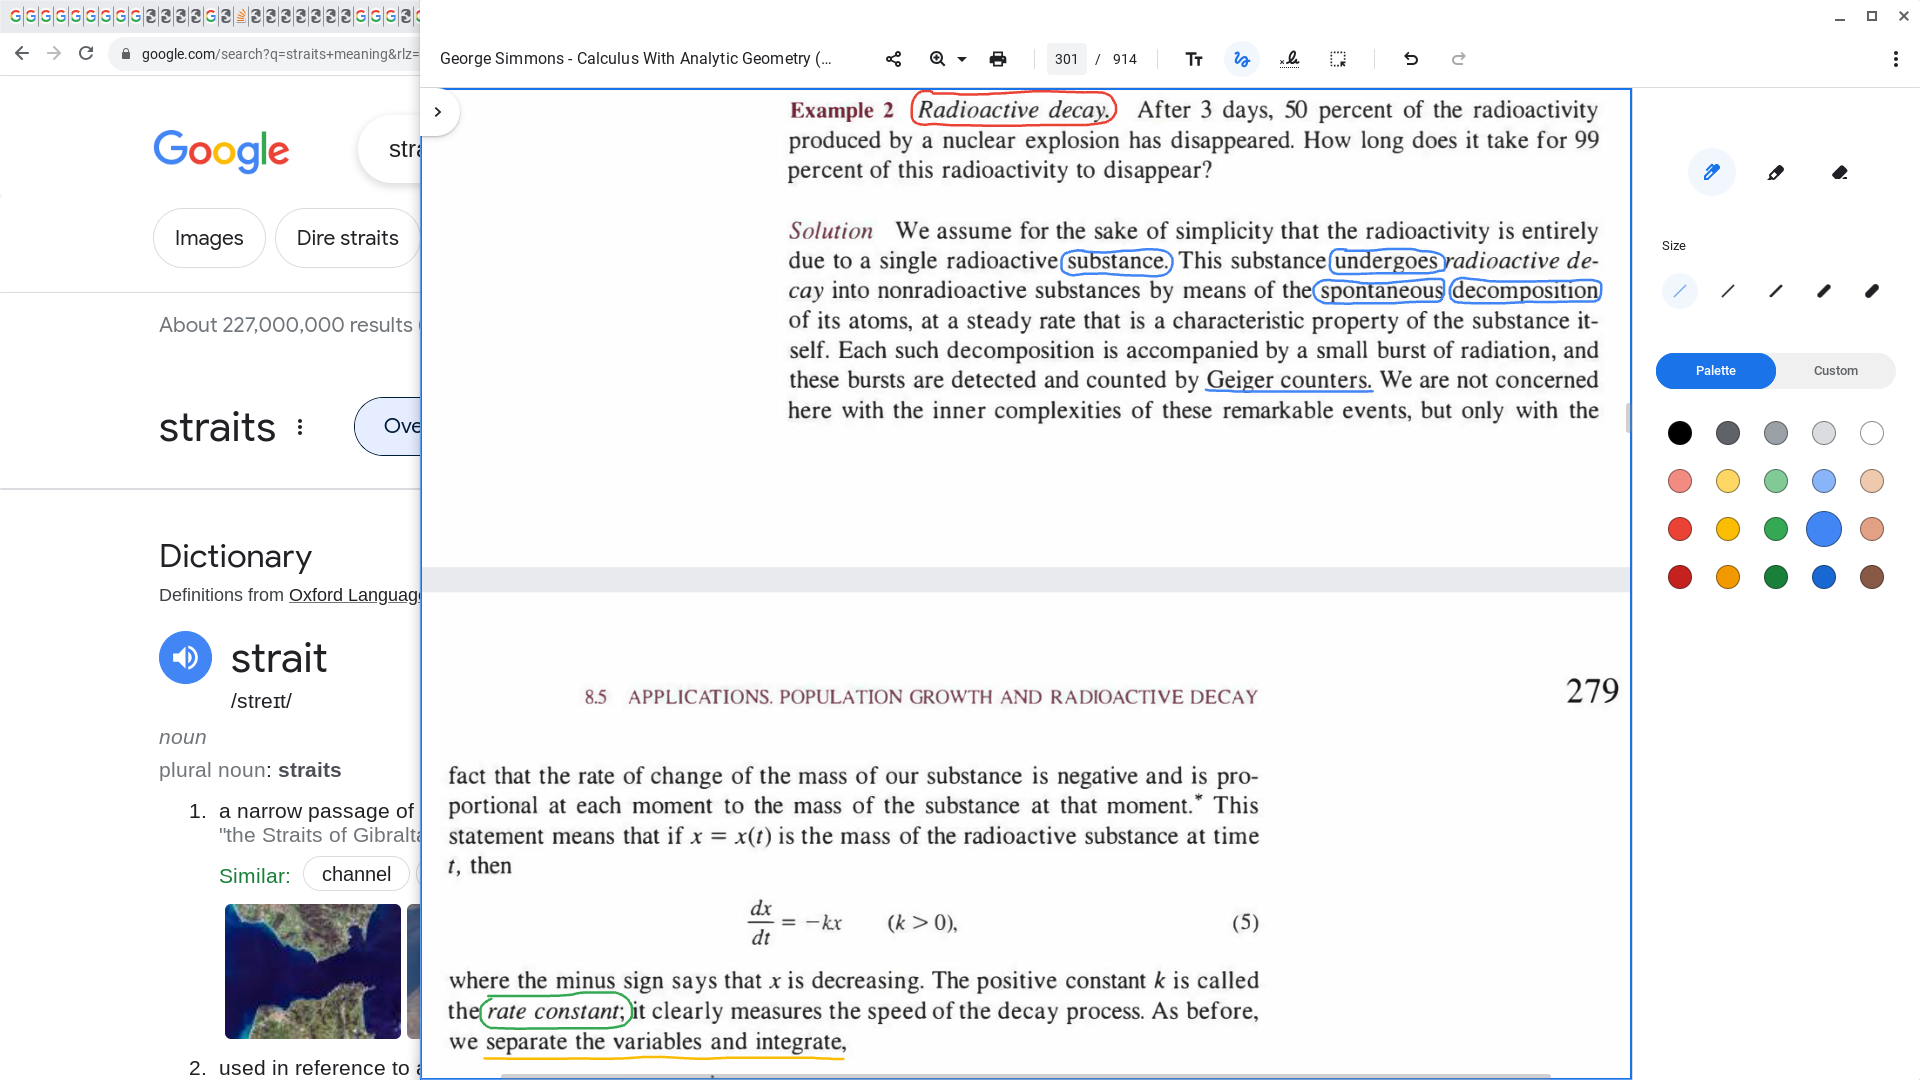 google.com/search?q=straits+meaning&rlz=
Google
stra
Images
Dire straits
About 227,000,000 results
straits
Ove
Dictionary
Definitions from Oxford Language
strait
/streɪt/
noun
plural noun: straits
1. a narrow passage of
"the Straits of Gibralta
Similar: channel
2. used in reference to a
George Simmons - Calculus With Analytic Geometry (...
301 / 914
Example 2 Radioactive decay. After 3 days, 50 percent of the radioactivity
produced by a nuclear explosion has disappeared. How long does it take for 99
percent of this radioactivity to disappear?
Solution We assume for the sake of simplicity that the radioactivity is entirely
due to a single radioactive substance. This substance undergoes radioactive de-
cay into nonradioactive substances by means of the spontaneous decomposition
of its atoms, at a steady rate that is a characteristic property of the substance it-
self. Each such decomposition is accompanied by a small burst of radiation, and
these bursts are detected and counted by Geiger counters. We are not concerned
here with the inner complexities of these remarkable events, but only with the
8.5 APPLICATIONS. POPULATION GROWTH AND RADIOACTIVE DECAY 279
fact that the rate of change of the mass of our substance is negative and is pro-
portional at each moment to the mass of the substance at that moment.* This
statement means that if x = x(t) is the mass of the radioactive substance at time
t, then
dx/dt = −kx (k > 0), (5)
where the minus sign says that x is decreasing. The positive constant k is called
the rate constant; it clearly measures the speed of the decay process. As before,
we separate the variables and integrate,
Size
Palette
Custom